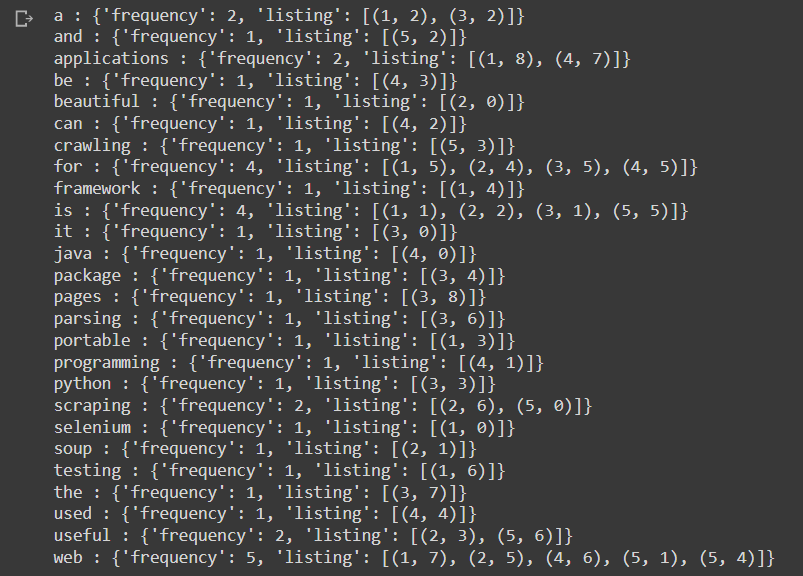 a : {'frequency': 2, 'listing': [(1, 2), (3, 2)]}
and : {'frequency': 1, 'listing': [(5, 2)]}
applications : {'frequency': 2, 'listing': [(1, 8), (4, 7)]}
be : {'frequency': 1, 'listing': [(4, 3)]}
beautiful : {'frequency': 1, 'listing': [(2, 0)]}
can : {'frequency': 1, 'listing': [(4, 2)]}
crawling : {'frequency': 1, 'listing': [(5, 3)]}
for : {'frequency': 4, 'listing': [(1, 5), (2, 4), (3, 5), (4, 5)]}
framework : {'frequency': 1, 'listing': [(1, 4)]}
is : {'frequency': 4, 'listing': [(1, 1), (2, 2), (3, 1), (5, 5)]}
it : {'frequency': 1, 'listing': [(3, 0)]}
java : {'frequency': 1, 'listing': [(4, 0)]}
package : {'frequency': 1, 'listing': [(3, 4)]}
pages : {'frequency': 1, 'listing': [(3, 8)]}
parsing : {'frequency': 1, 'listing': [(3, 6)]}
portable : {'frequency': 1, 'listing': [(1, 3)]}
programming : {'frequency': 1, 'listing': [(4, 1)]}
python : {'frequency': 1, 'listing': [(3, 3)]}
scraping : {'frequency': 2, 'listing': [(2, 6), (5, 0)]}
selenium : {'frequency': 1, 'listing': [(1, 0)]}
soup : {'frequency': 1, 'listing': [(2, 1)]}
testing : {'frequency': 1, 'listing': [(1, 6)]}
the : {'frequency': 1, 'listing': [(3, 7)]}
used : {'frequency': 1, 'listing': [(4, 4)]}
useful : {'frequency': 2, 'listing': [(2, 3), (5, 6)]}
web : {'frequency': 5, 'listing': [(1, 7), (2, 5), (4, 6), (5, 1), (5, 4)]}